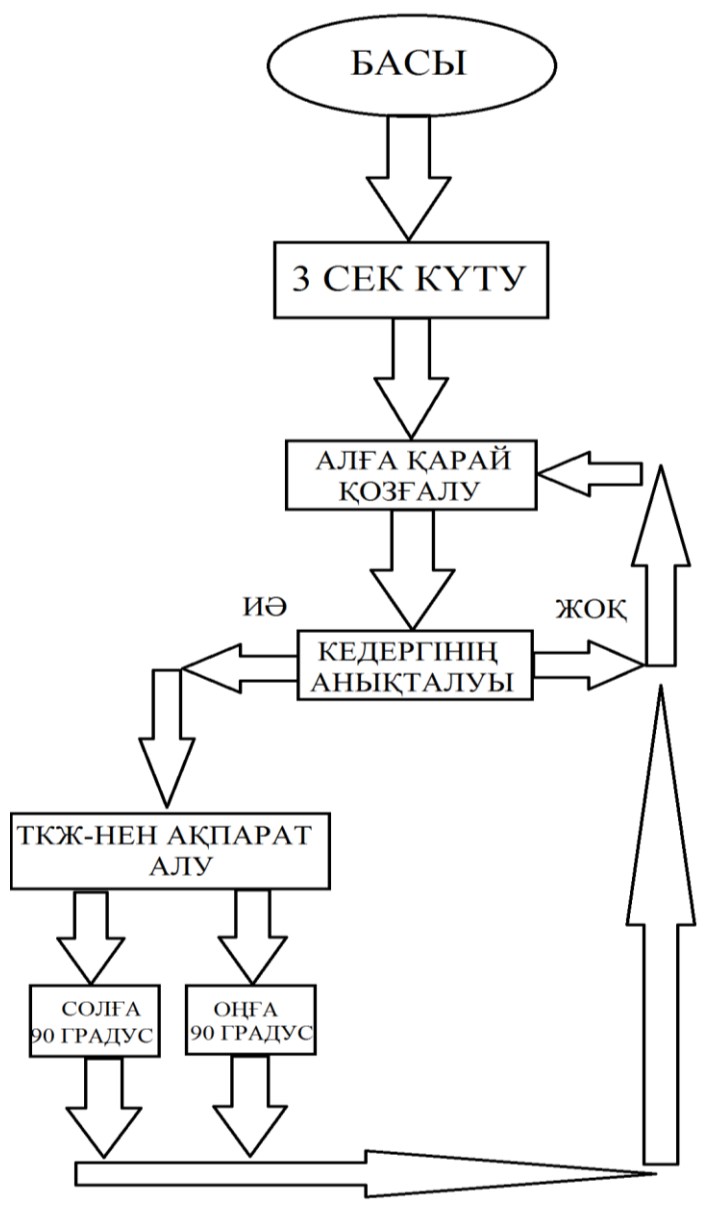 БАСЫ
3 СЕК КҮТУ
АЛҒА ҚАРАЙ
ҚОЗҒАЛУ
ИӘ
ЖОҚ
КЕДЕРГІНІҢ
АНЫҚТАЛУЫ
ТКЖ-НЕН АҚПАРАТ
АЛУ
СОЛҒА
90 ГРАДУС
ОҢҒА
90 ГРАДУС